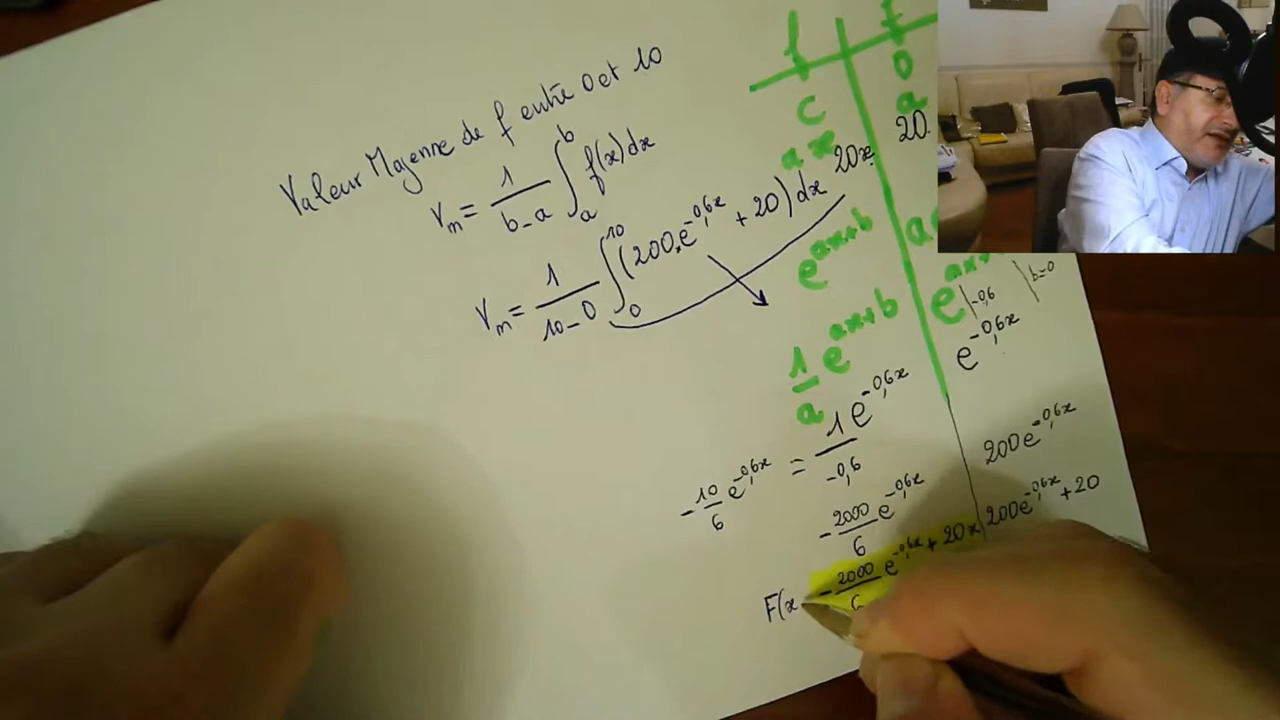 Valeur Moyenne de f entre 0 et 10
Vm = 1/(b-a) ∫_a^b f(x) dx
Vm = 1/(10-0) ∫_0^10 (200.e^-0,6x + 20) dx
f
C 0
ax a
20x 20
e^ax+b
1/a e^ax+b e^ax+
-0,6 b=0
e^-0,6x
-10/6 e^-0,6x = 1/-0,6 e^-0,6x
200e^-0,6x
-2000/6 e^-0,6x 200e^-0,6x + 20
F(x -2000/6 e^-0,6x + 20x